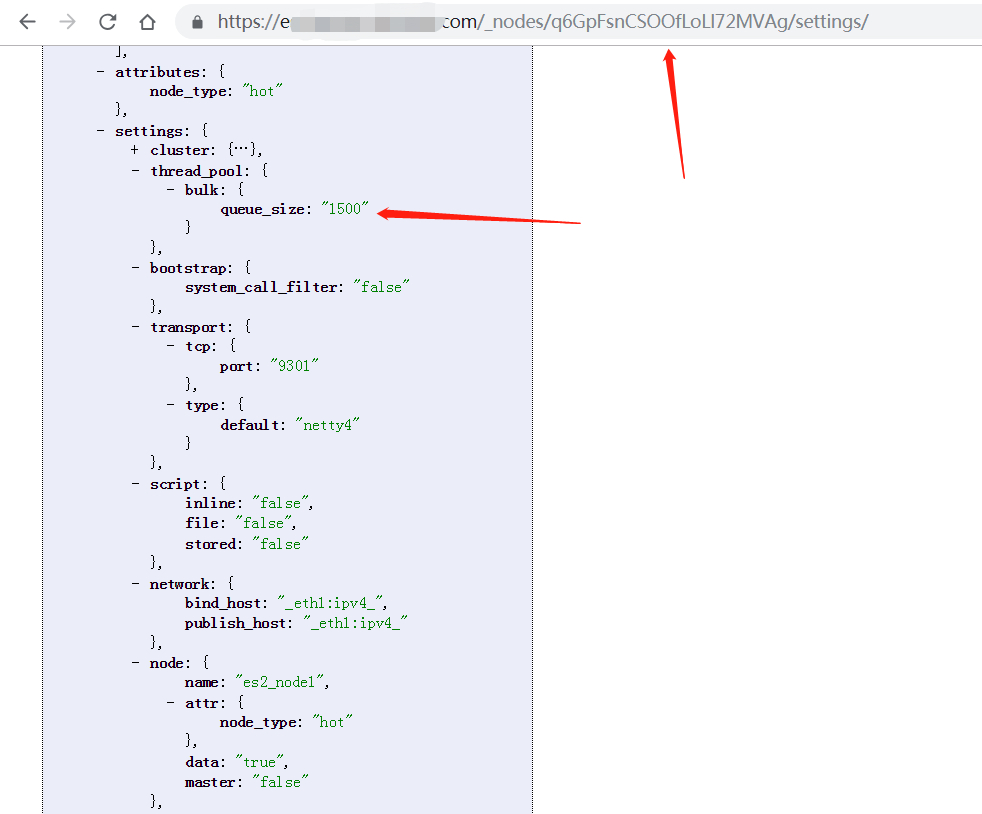 https://e com/_nodes/q6GpFsnCSOOfLoLI72MVAg/settings/
],
- attributes: {
node_type: "hot"
},
- settings: {
+ cluster: {…},
- thread_pool: {
- bulk: {
queue_size: "1500"
}
},
- bootstrap: {
system_call_filter: "false"
},
- transport: {
- tcp: {
port: "9301"
},
- type: {
default: "netty4"
}
},
- script: {
inline: "false",
file: "false",
stored: "false"
},
- network: {
bind_host: "_eth1:ipv4_",
publish_host: "_eth1:ipv4_"
},
- node: {
name: "es2_node1",
- attr: {
node_type: "hot"
},
data: "true",
master: "false"
},